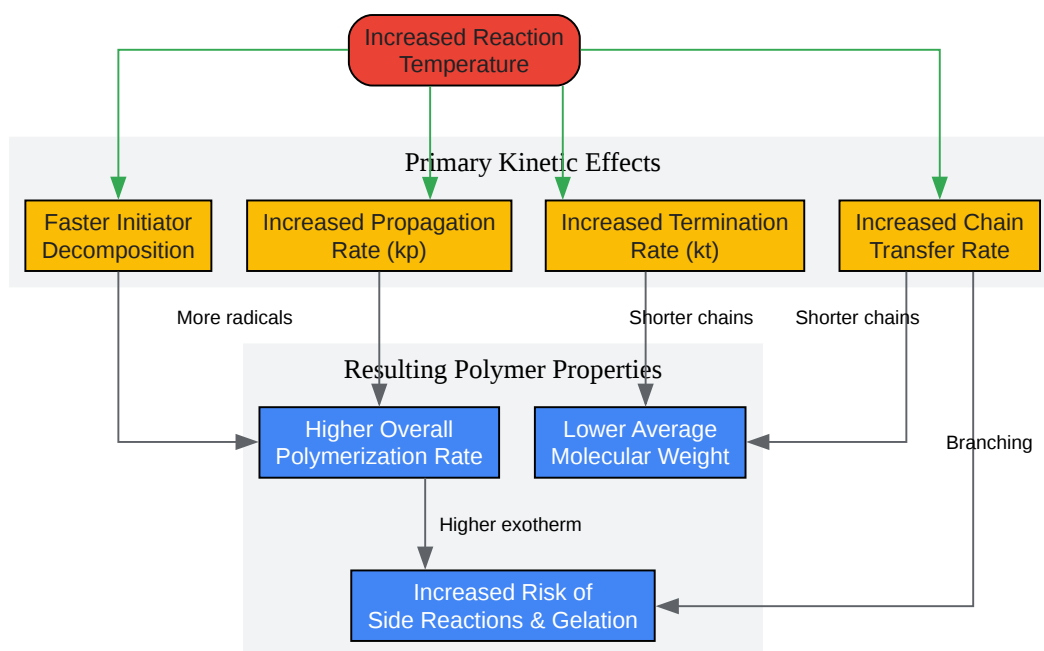 Increased Reaction
Temperature
Primary Kinetic Effects
Faster Initiator
Decomposition
Increased Propagation
Rate (kp)
Increased Termination
Rate (kt)
Increased Chain
Transfer Rate
More radicals
Shorter chains
Shorter chains
Resulting Polymer Properties
Higher Overall
Polymerization Rate
Lower Average
Molecular Weight
Branching
Higher exotherm
Increased Risk of
Side Reactions & Gelation